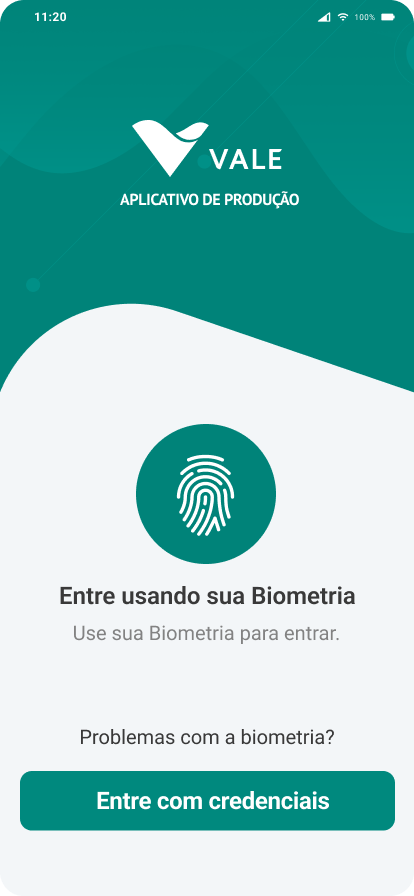 11:20
100%
VALE
APLICATIVO DE PRODUÇÃO
Entre usando sua Biometria
Use sua Biometria para entrar.
Problemas com a biometria?
Entre com credenciais